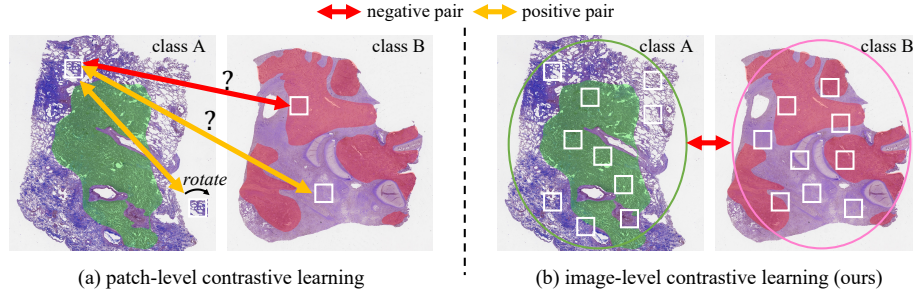 negative pair positive pair
class A class B
?
?
rotate
(a) patch-level contrastive learning
class A class B
(b) image-level contrastive learning (ours)